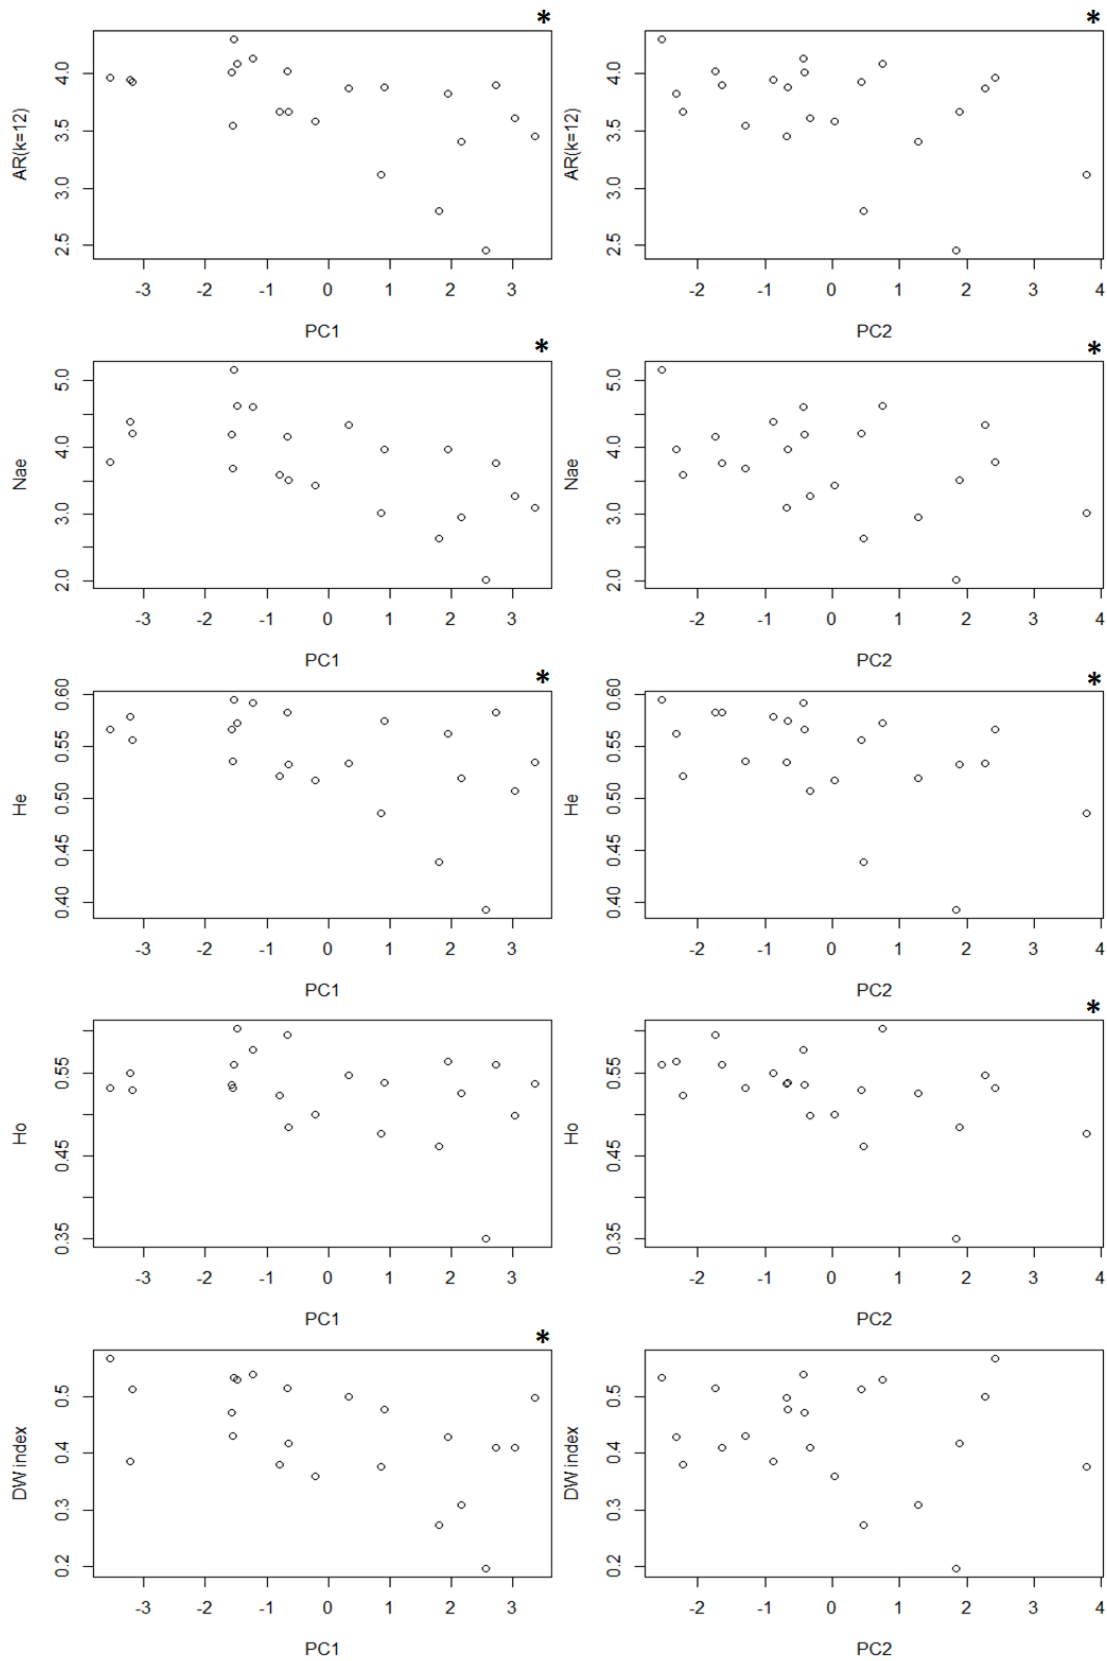 * *
AR(k=12) 4.0 3.5 3.0 2.5 AR(k=12) 4.0 3.5 3.0 2.5
-3 -2 -1 0 1 2 3 -2 -1 0 1 2 3 4
PC1 PC2
* *
Nae 5.0 4.0 3.0 2.0 Nae 5.0 4.0 3.0 2.0
-3 -2 -1 0 1 2 3 -2 -1 0 1 2 3 4
PC1 PC2
* *
He 0.60 0.55 0.50 0.45 0.40 He 0.60 0.55 0.50 0.45 0.40
-3 -2 -1 0 1 2 3 -2 -1 0 1 2 3 4
PC1 PC2
*
Ho 0.55 0.45 0.35 Ho 0.55 0.45 0.35
-3 -2 -1 0 1 2 3 -2 -1 0 1 2 3 4
PC1 PC2
*
DW index 0.5 0.4 0.3 0.2 DW index 0.5 0.4 0.3 0.2
-3 -2 -1 0 1 2 3 -2 -1 0 1 2 3 4
PC1 PC2